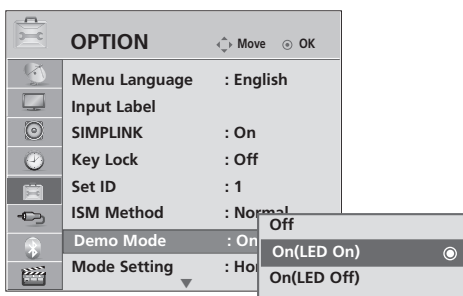 OPTION
Move OK
Menu Language : English
Input Label
SIMPLINK : On
Key Lock : Off
Set ID : 1
ISM Method : Normal
Demo Mode : On
Mode Setting : Ho
Off
On(LED On)
On(LED Off)